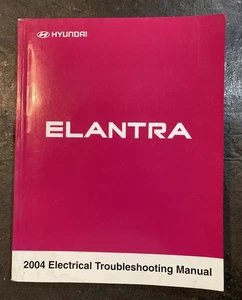 HYUNDAI
ELANTRA
2004 Electrical Troubleshooting Manual